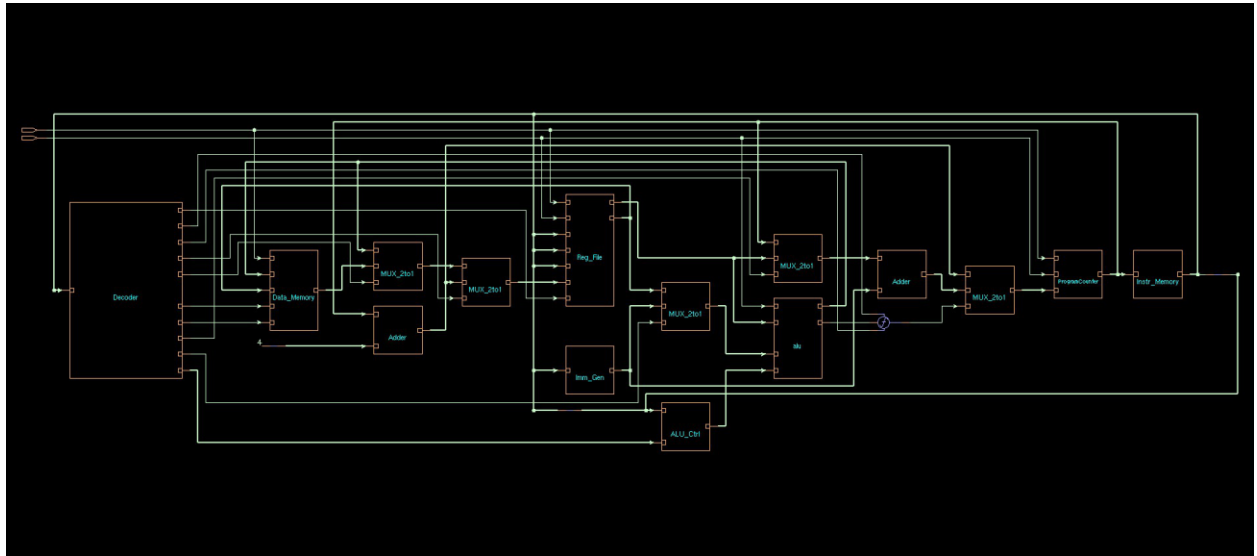 Decoder
Data_Memory
MUX_2to1
Adder
4
MUX_2to1
Reg_File
Imm_Gen
MUX_2to1
ALU_Ctrl
MUX_2to1
alu
Adder
MUX_2to1
ProgramCounter
Instr_Memory